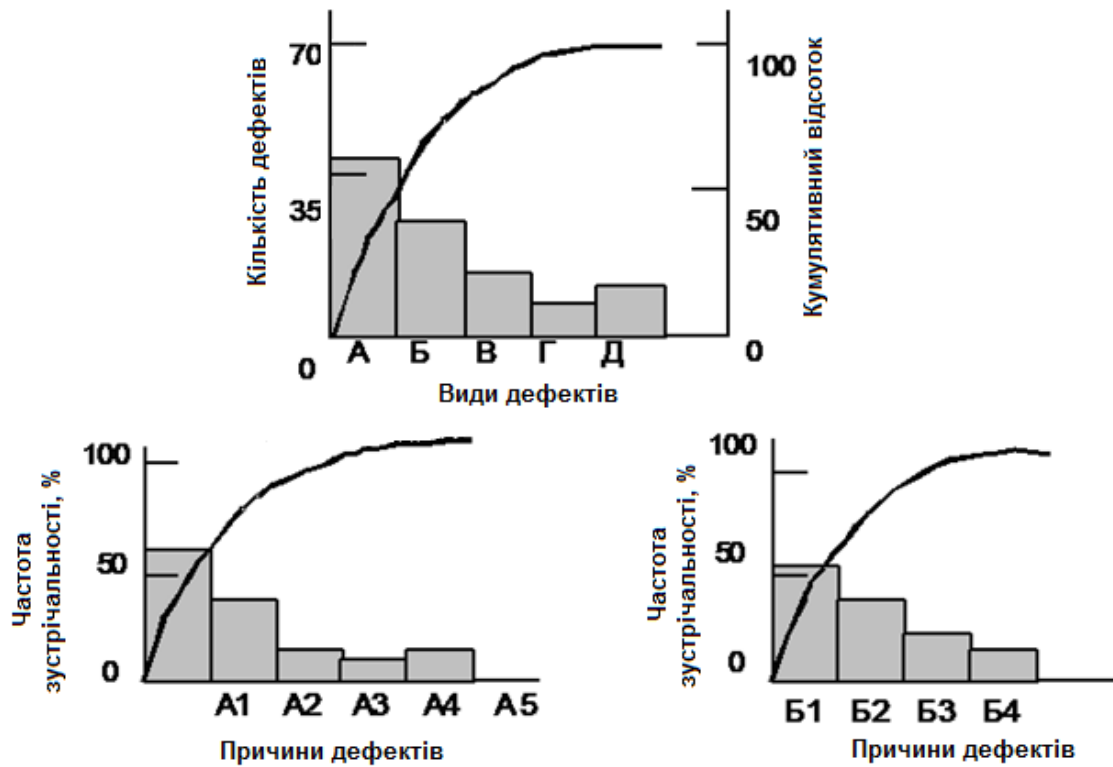 Кількість дефектів
70
35
0
100
50
0
Кумулятивний відсоток
А Б В Г Д
Види дефектів
Частота
зустрічальності, %
100
50
0
А1 А2 А3 А4 А5
Причини дефектів
Частота
зустрічальності, %
100
50
0
Б1 Б2 Б3 Б4
Причини дефектів